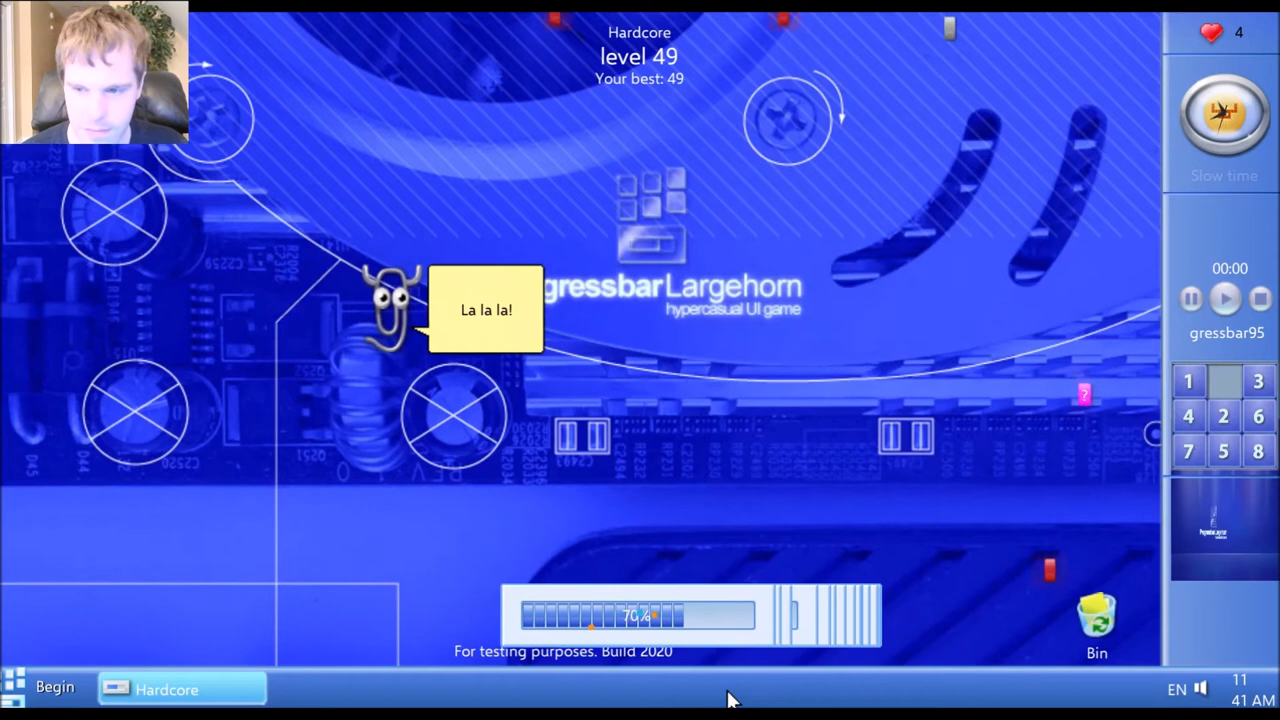 Hardcore
level 49
Your best: 49
4
Slow time
La la la!
gressbarLargehorn
hypercasual UI game
00:00
gressbar95
1 3
4 2 6
7 5 8
?
70%
For testing purposes. Build 2020
Bin
Begin
Hardcore
EN
11
41 AM